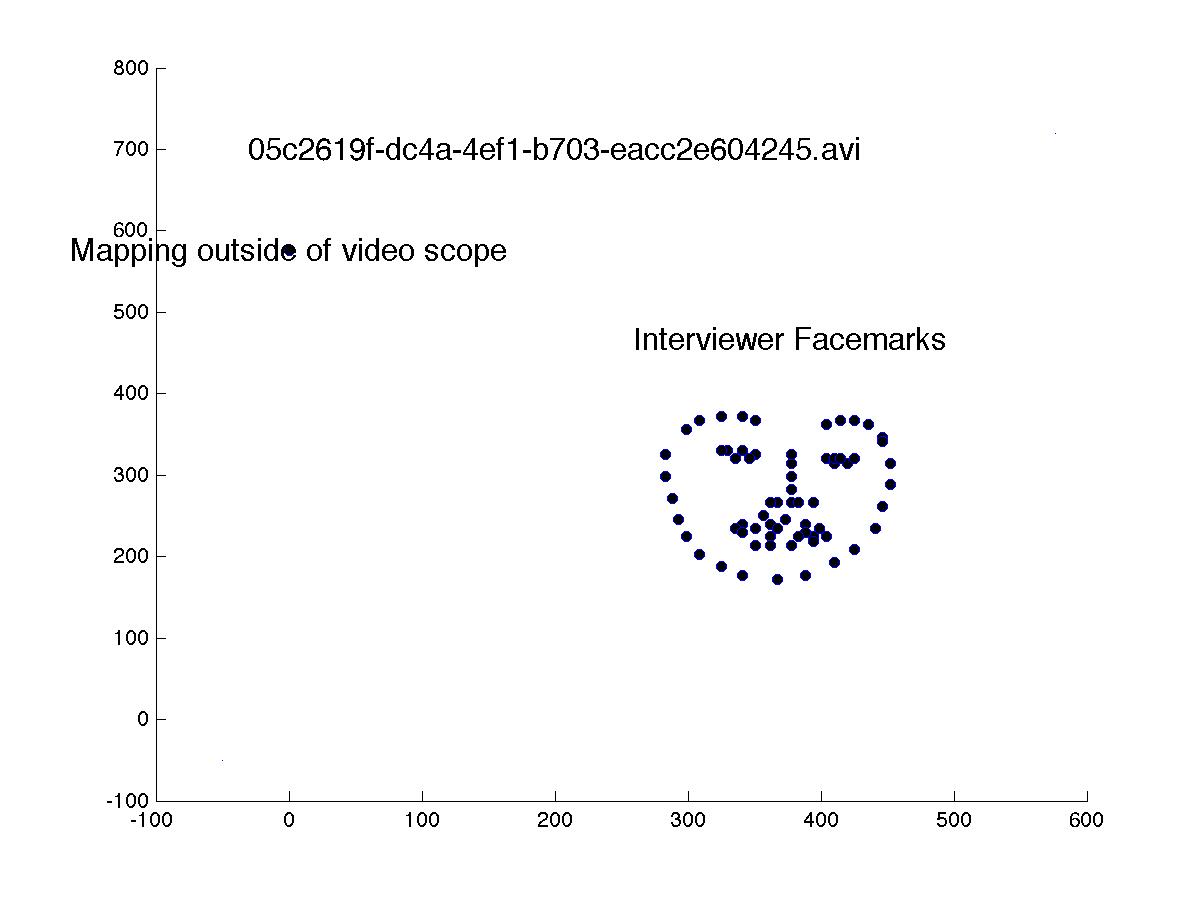 800
05c2619f-dc4a-4ef1-b703-eacc2e604245.avi
700
600
Mapping outside of video scope
500
Interviewer Facemarks
400
300
200
100
0
-100
-100 0 100 200 300 400 500 600